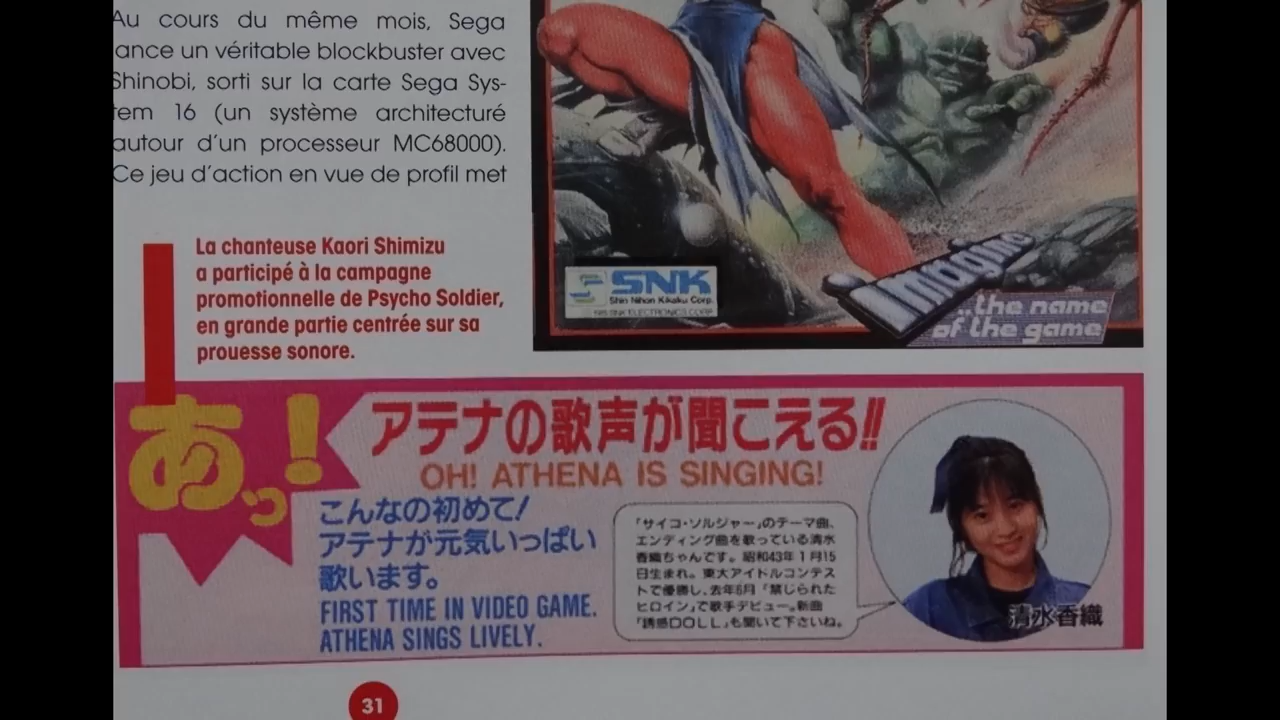 Au cours du même mois, Sega
lance un véritable blockbuster avec
Shinobi, sorti sur la carte Sega Sys-
tem 16 (un système architecturé
autour d'un processeur MC68000).
Ce jeu d'action en vue de profil met
SNK
Shin Nihon Kikaku Corp.
Imagine
...the name
of the game
La chanteuse Kaori Shimizu
a participé à la campagne
promotionnelle de Psycho Soldier,
en grande partie centrée sur sa
prouesse sonore.
あっ!
アテナの歌声が聞こえる!!
OH! ATHENA IS SINGING!
こんなの初めて!
アテナが元気いっぱい
歌います。
FIRST TIME IN VIDEO GAME.
ATHENA SINGS LIVELY.
「サイコ・ソルジャー」のテーマ曲、
エンディング曲を歌っている清水
香織ちゃんです。昭和43年1月15
日生まれ。東大アイドルコンテス
トで優勝し、去年6月「禁じられた
ヒロイン」で歌手デビュー。新曲
「誘惑DOLL」も聞いて下さいね。
清水香織
31